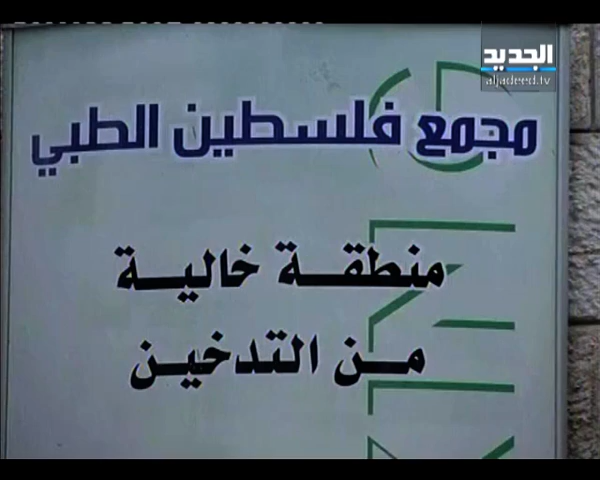 الجديد
aljadeed.tv
مجمع فلسطين الطبي
منطقة خالية
من التدخين